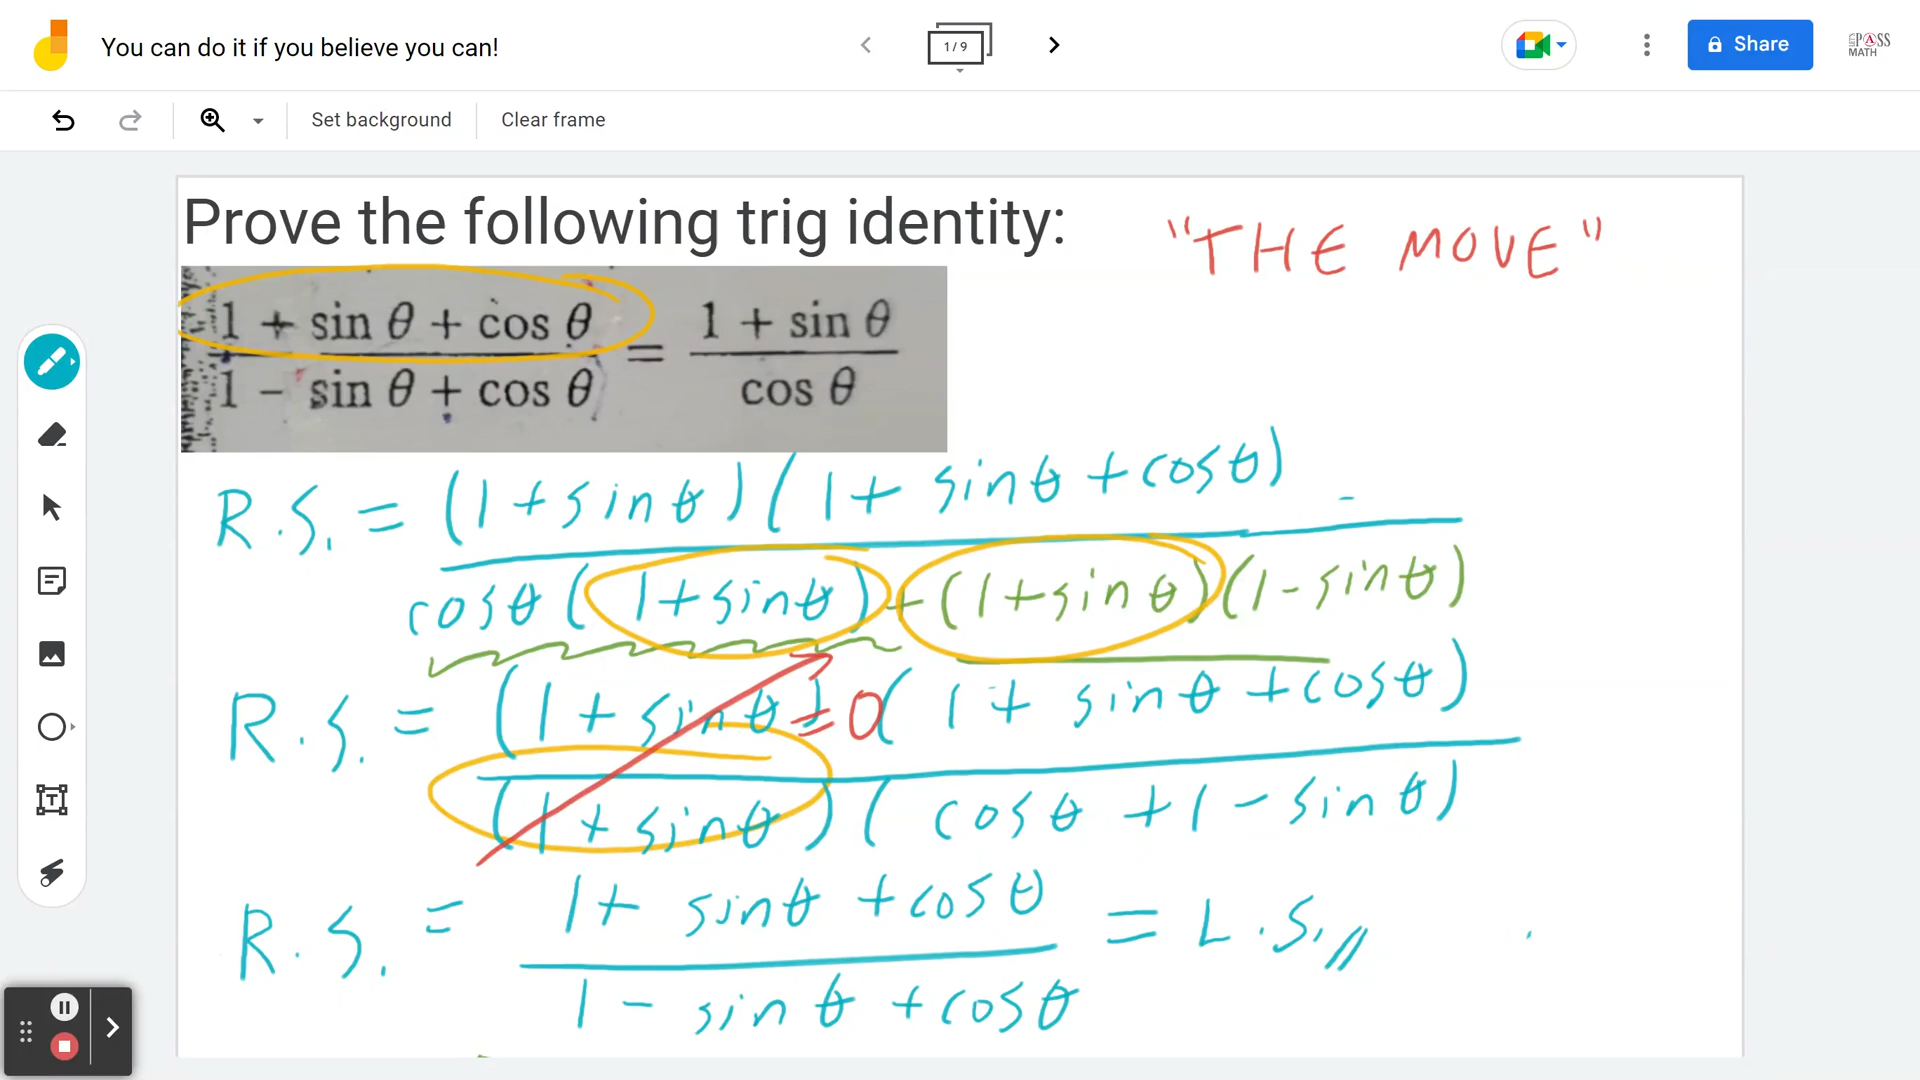 You can do it if you believe you can!
1/9
Share
PASS
MATH
Set background
Clear frame
Prove the following trig identity:
"THE MOVE"
1 + sin θ + cos θ / 1 − sin θ + cos θ = 1 + sin θ / cos θ
R.S. = (1+sinθ)(1+ sinθ +cosθ) / cosθ(1+sinθ)+(1+sinθ)(1-sinθ)
R.S. = (1+sinθ)(1+ sinθ +cosθ) / (1+sinθ)(cosθ +1-sinθ)
≠0
R.S. = 1+ sinθ +cosθ / 1- sinθ +cosθ = L.S.//